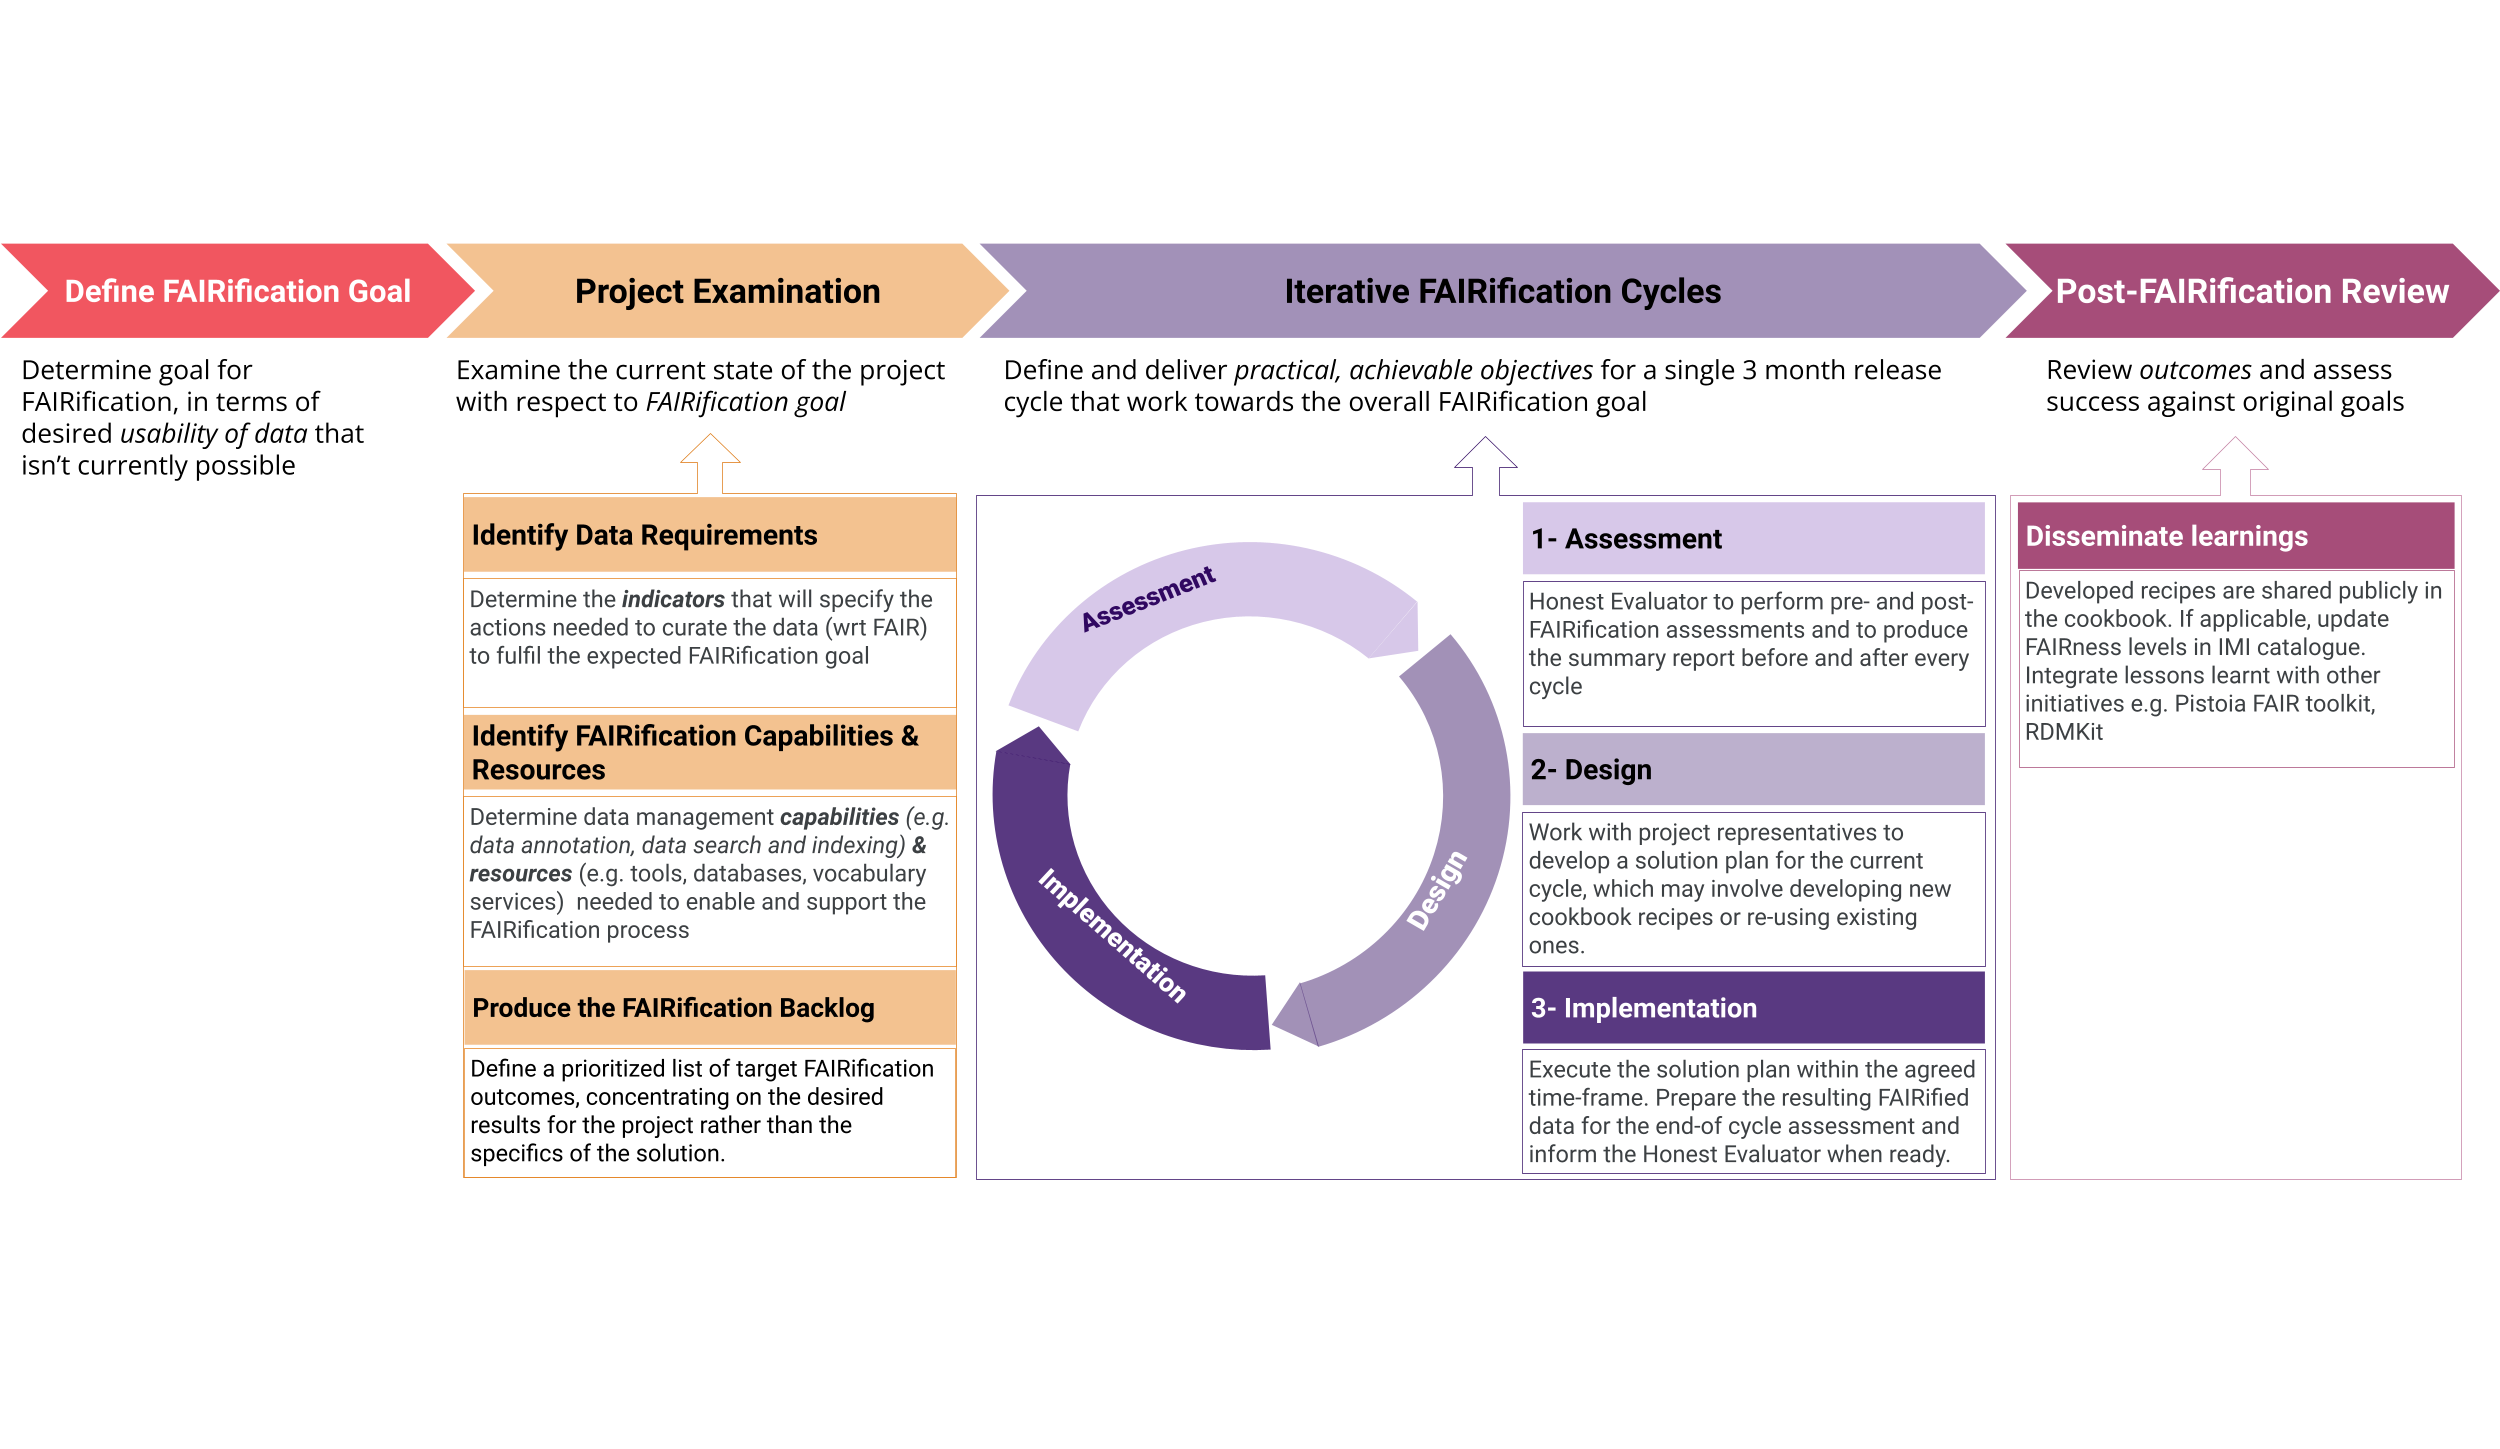 Define FAIRification Goal
Determine goal for
FAIRification, in terms of
desired usability of data that
isn’t currently possible
Project Examination
Examine the current state of the project
with respect to FAIRification goal
Identify Data Requirements
Determine the indicators that will specify the
actions needed to curate the data (wrt FAIR)
to fulfil the expected FAIRification goal
Identify FAIRification Capabilities &
Resources
Determine data management capabilities (e.g.
data annotation, data search and indexing) &
resources (e.g. tools, databases, vocabulary
services)  needed to enable and support the
FAIRification process
Produce the FAIRification Backlog
Define a prioritized list of target FAIRification
outcomes, concentrating on the desired
results for the project rather than the
specifics of the solution.
Iterative FAIRification Cycles
Define and deliver practical, achievable objectives for a single 3 month release
cycle that work towards the overall FAIRification goal
Assessment
Design
Implementation
1- Assessment
Honest Evaluator to perform pre- and post-
FAIRification assessments and to produce
the summary report before and after every
cycle
2- Design
Work with project representatives to
develop a solution plan for the current
cycle, which may involve developing new
cookbook recipes or re-using existing
ones.
3- Implementation
Execute the solution plan within the agreed
time-frame. Prepare the resulting FAIRified
data for the end-of cycle assessment and
inform the Honest Evaluator when ready.
Post-FAIRification Review
Review outcomes and assess
success against original goals
Disseminate learnings
Developed recipes are shared publicly in
the cookbook. If applicable, update
FAIRness levels in IMI catalogue.
Integrate lessons learnt with other
initiatives e.g. Pistoia FAIR toolkit,
RDMKit